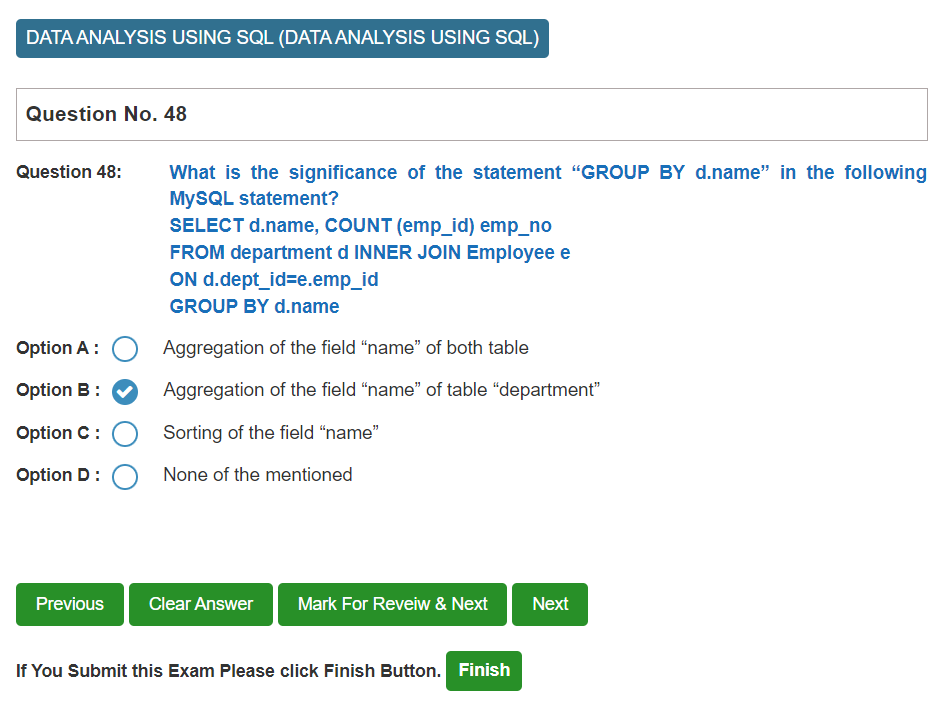 DATA ANALYSIS USING SQL (DATA ANALYSIS USING SQL)
Question No. 48
Question 48: What is the significance of the statement “GROUP BY d.name” in the following
MySQL statement?
SELECT d.name, COUNT (emp_id) emp_no
FROM department d INNER JOIN Employee e
ON d.dept_id=e.emp_id
GROUP BY d.name
Option A : Aggregation of the field “name” of both table
Option B : Aggregation of the field “name” of table “department”
Option C : Sorting of the field “name”
Option D : None of the mentioned
Previous Clear Answer Mark For Reveiw & Next Next
If You Submit this Exam Please click Finish Button. Finish